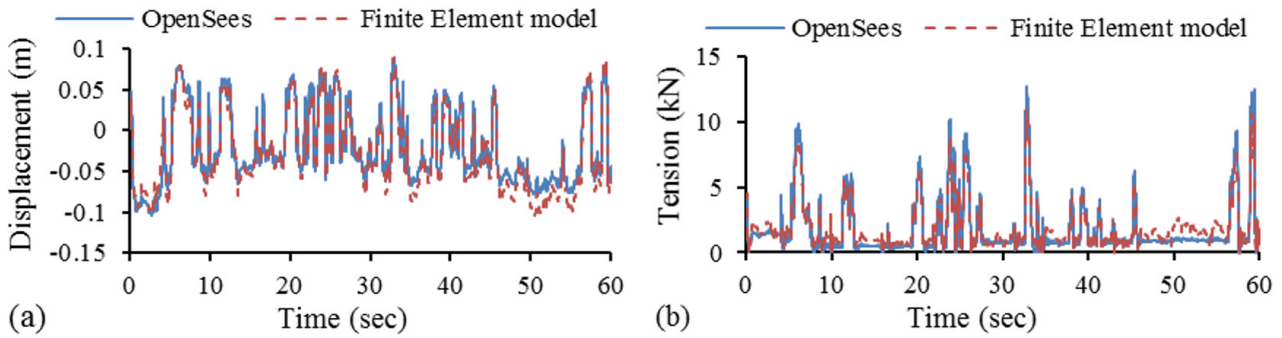 OpenSees Finite Element model
Displacement (m)
0.1
0.05
0
-0.05
-0.1
-0.15
0 10 20 30 40 50 60
Time (sec)
(a)
OpenSees Finite Element model
Tension (kN)
15
10
5
0
0 10 20 30 40 50 60
Time (sec)
(b)